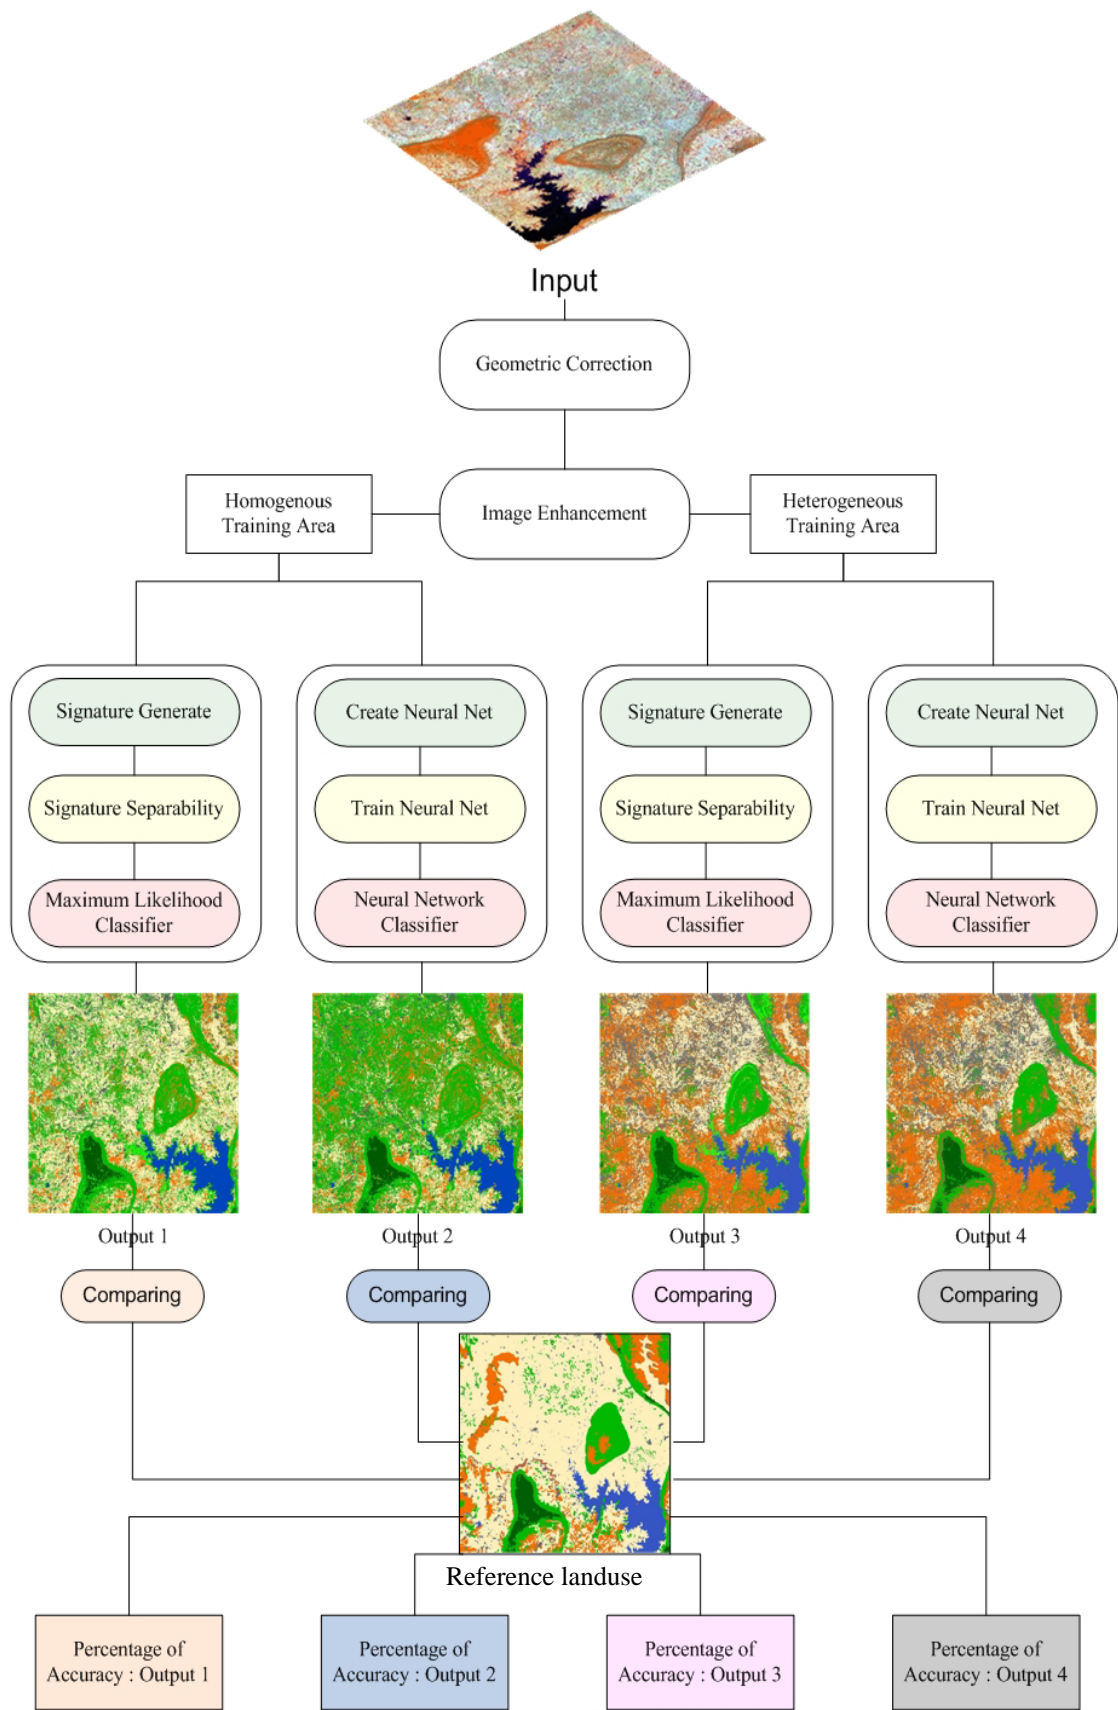 Input
Geometric Correction
Homogenous
Training Area
Image Enhancement
Heterogeneous
Training Area
Signature Generate
Create Neural Net
Signature Generate
Create Neural Net
Signature Separability
Train Neural Net
Signature Separability
Train Neural Net
Maximum Likelihood
Classifier
Neural Network
Classifier
Maximum Likelihood
Classifier
Neural Network
Classifier
Output 1
Output 2
Output 3
Output 4
Comparing
Comparing
Comparing
Comparing
Reference landuse
Percentage of
Accuracy : Output 1
Percentage of
Accuracy : Output 2
Percentage of
Accuracy : Output 3
Percentage of
Accuracy : Output 4